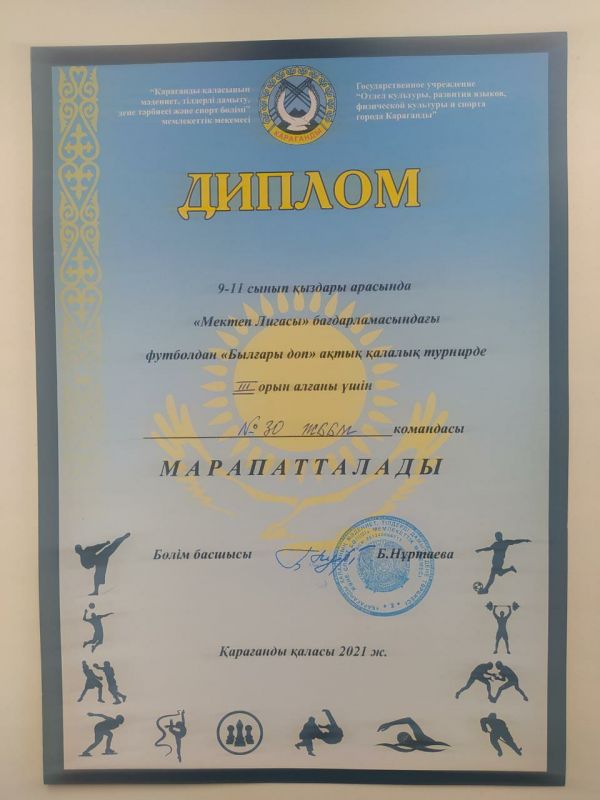 "Қарағанды қаласының
мәдениет, тілдерді дамыту,
дене тәрбиесі және спорт бөлімі"
мемлекеттік мекемесі
Государственное учреждение
"Отдел культуры, развития языков,
физической культуры и спорта
города Караганды"
ҚАРАҒАНДЫ
ДИПЛОМ
9-11 сынып қыздары арасында
«Мектеп Лигасы» бағдарламасындағы
футболдан «Былғары доп» ақтық қалалық турнирде
III орын алғаны үшін
№ 30 ЖББМ командасы
МАРАПАТТАЛАДЫ
Бөлім басшысы Б.Нұртаева
Қарағанды қаласы 2021 ж.